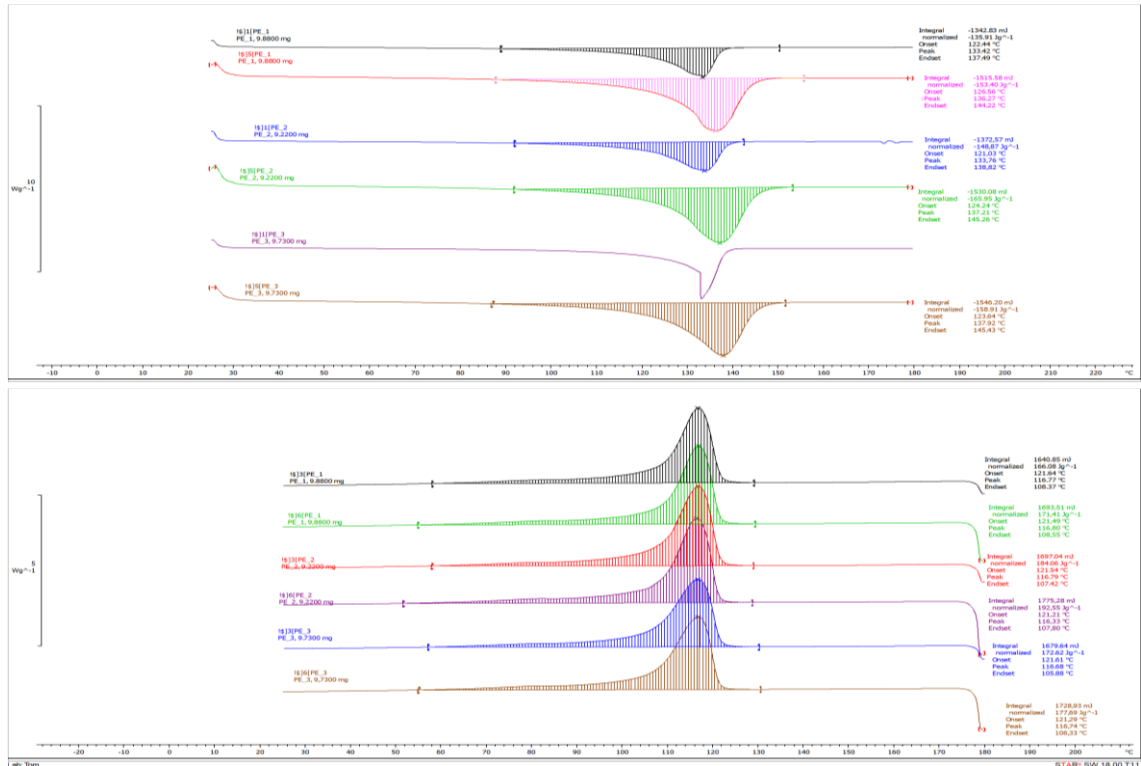 !$]1[PE_1
PE_1, 9.8800 mg
Integral -1342.83 mJ
normalized -135.91 Jg^-1
Onset 122.44 °C
Peak 133.42 °C
Endset 137.49 °C
!$]5[PE_1
PE_1, 9.8800 mg
Integral -1515.58 mJ
normalized -153.40 Jg^-1
Onset 126.56 °C
Peak 136.27 °C
Endset 144.22 °C
!$]1[PE_2
PE_2, 9.2200 mg
Integral -1372,57 mJ
normalized -148,87 Jg^-1
Onset 121,03 °C
Peak 133,76 °C
Endset 138,82 °C
!$]5[PE_2
PE_2, 9.2200 mg
Integral -1530.08 mJ
normalized -165.95 Jg^-1
Onset 124.24 °C
Peak 137.21 °C
Endset 145.26 °C
10
Wg^-1
!$]1[PE_3
PE_3, 9.7300 mg
!$]5[PE_3
PE_3, 9.7300 mg
Integral -1546.20 mJ
normalized -158.91 Jg^-1
Onset 123.64 °C
Peak 137.92 °C
Endset 145.43 °C
-10 0 10 20 30 40 50 60 70 80 90 100 110 120 130 140 150 160 170 180 190 200 210 220 °C
!$]3[PE_1
PE_1, 9.8800 mg
Integral 1640.85 mJ
normalized 166.08 Jg^-1
Onset 121.64 °C
Peak 116.77 °C
Endset 108.37 °C
!$]6[PE_1
PE_1, 9.8800 mg
Integral 1693,51 mJ
normalized 171,41 Jg^-1
Onset 121,49 °C
Peak 116,80 °C
Endset 108,55 °C
!$]3[PE_2
PE_2, 9.2200 mg
Integral 1697.04 mJ
normalized 184.06 Jg^-1
Onset 121.54 °C
Peak 116.79 °C
Endset 107.42 °C
5
Wg^-1
!$]6[PE_2
PE_2, 9,2200 mg
Integral 1775,28 mJ
normalized 192,55 Jg^-1
Onset 121,21 °C
Peak 116,33 °C
Endset 107,80 °C
!$]3[PE_3
PE_3, 9.7300 mg
Integral 1679.64 mJ
normalized 172.62 Jg^-1
Onset 121.61 °C
Peak 116.68 °C
Endset 105.88 °C
!$]6[PE_3
PE_3, 9,7300 mg
Integral 1728,93 mJ
normalized 177,69 Jg^-1
Onset 121,29 °C
Peak 116,74 °C
Endset 108,33 °C
-20 -10 0 10 20 30 40 50 60 70 80 90 100 110 120 130 140 150 160 170 180 190 200 °C